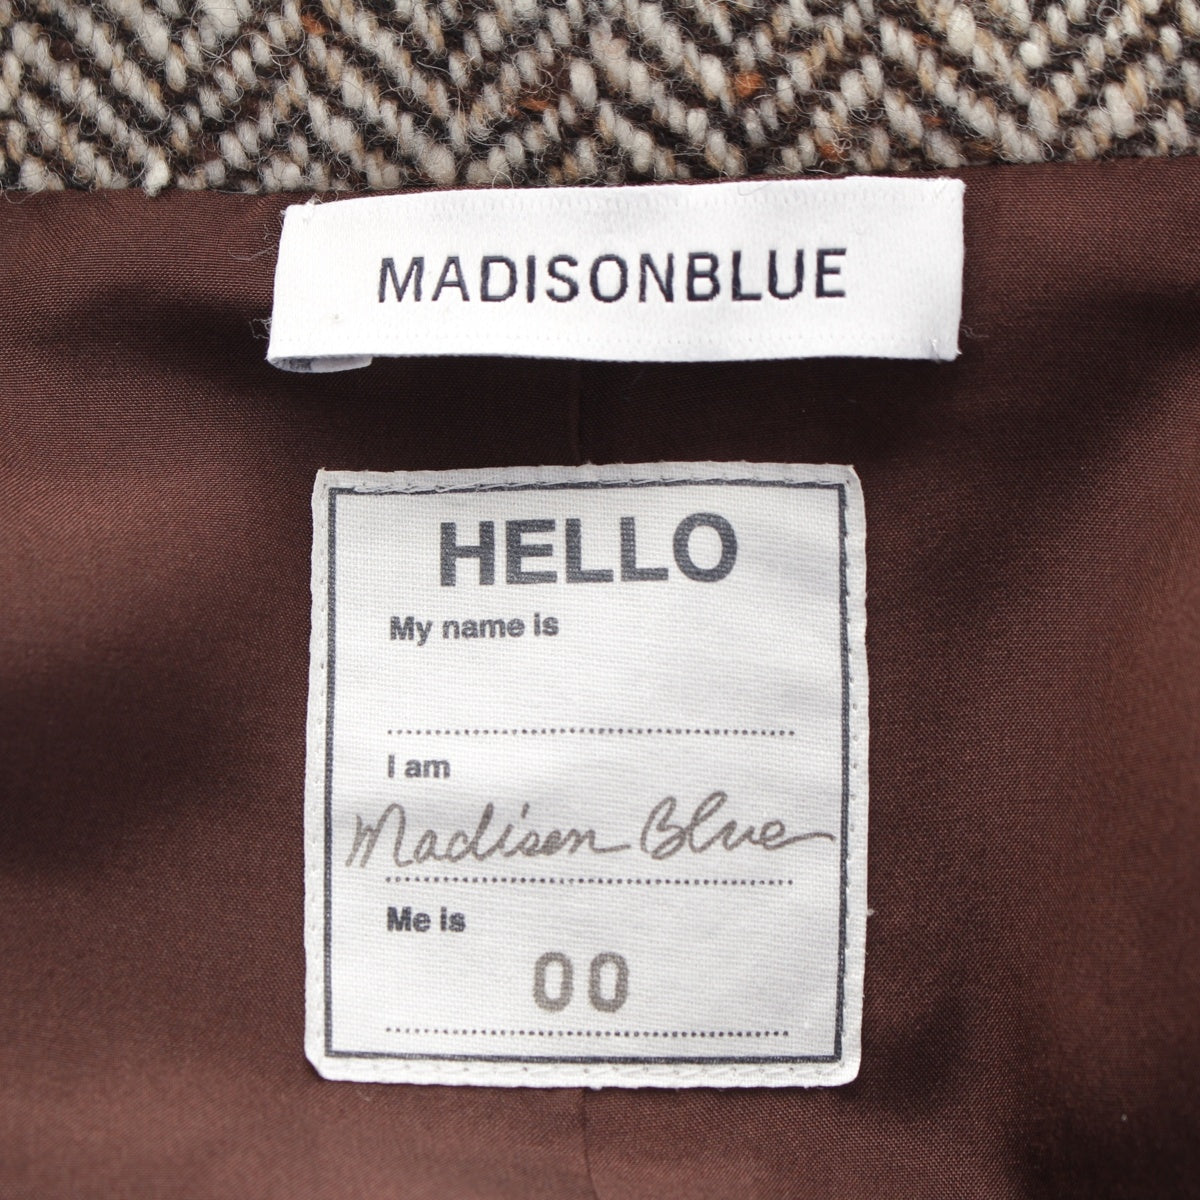 MADISONBLUE
HELLO
My name is
I am
Madison Blue
Me is
00